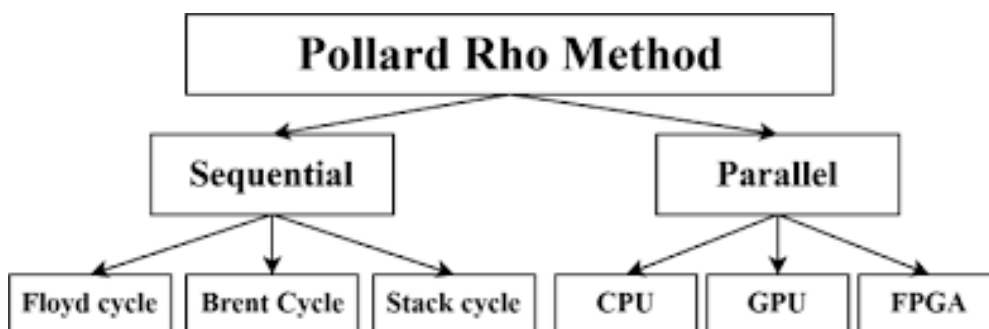 Pollard Rho Method
Sequential
Parallel
Floyd cycle
Brent Cycle
Stack cycle
CPU
GPU
FPGA